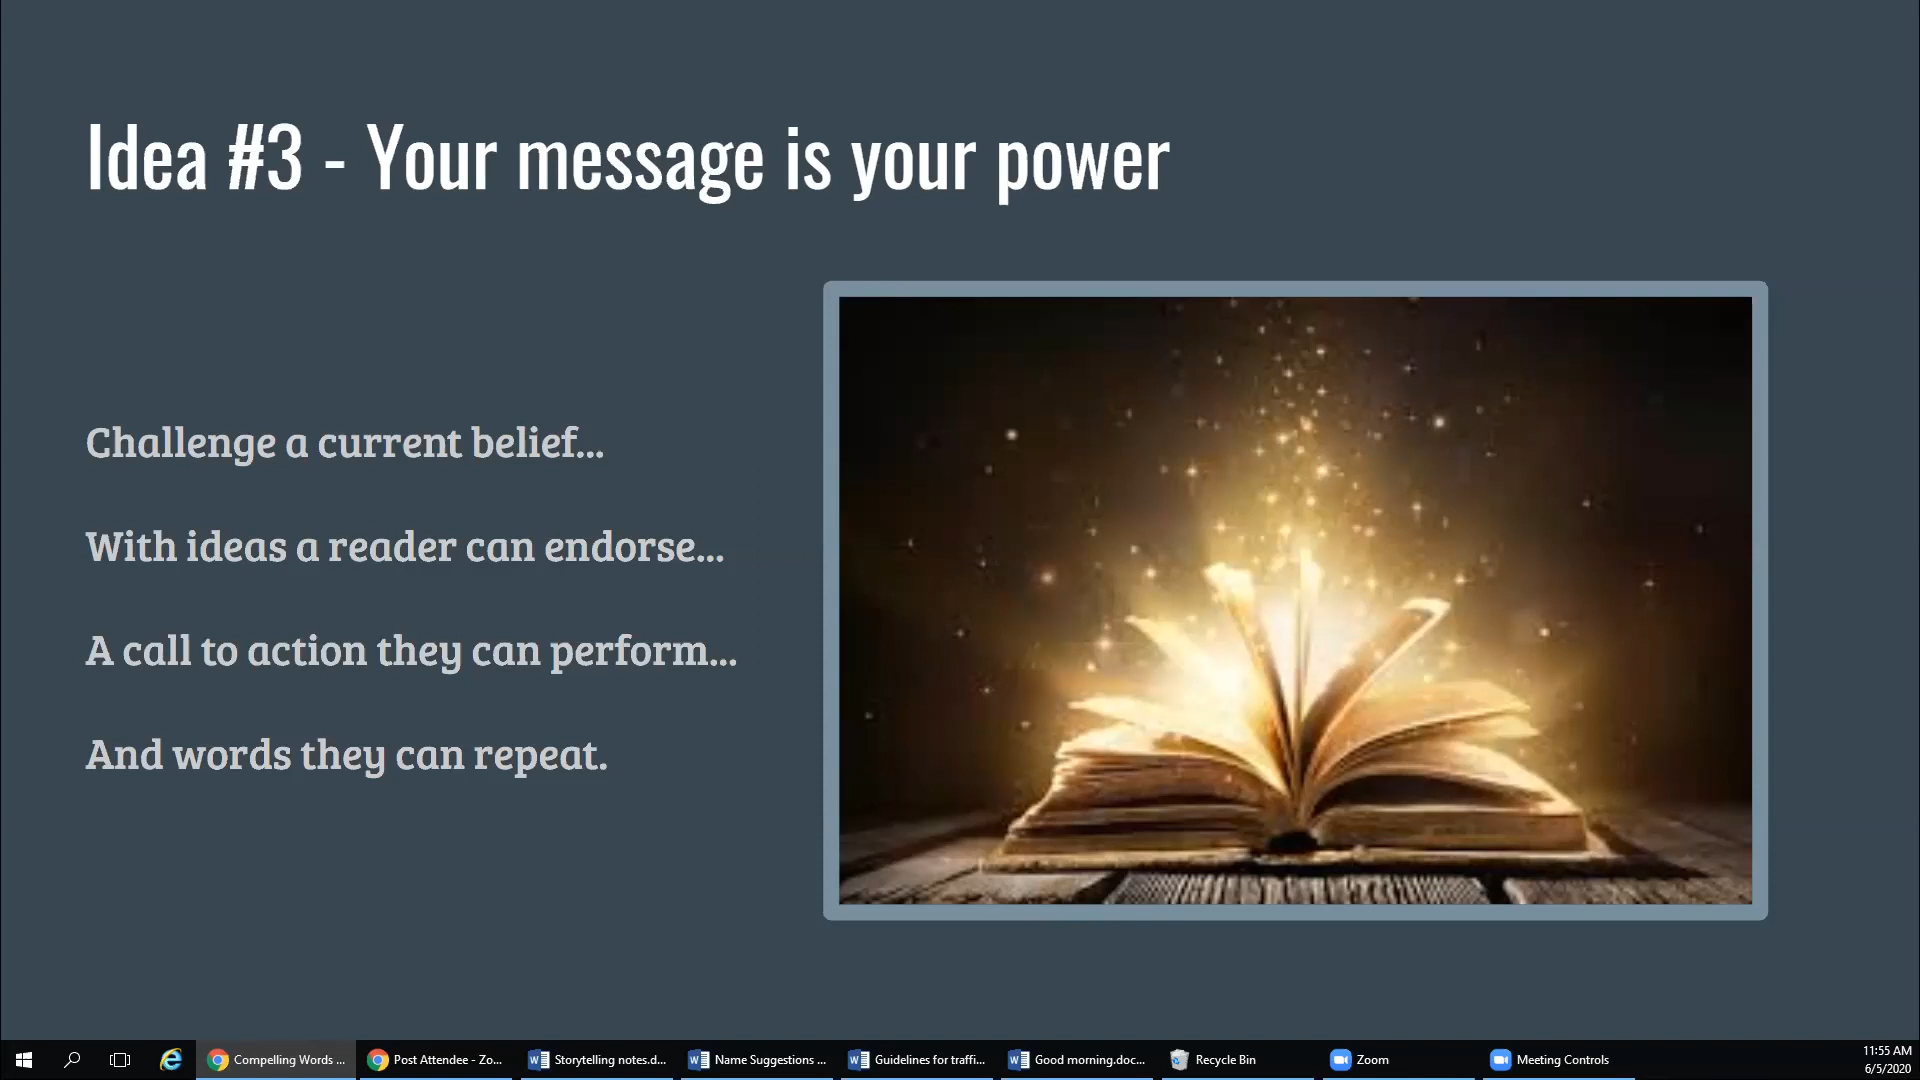 Idea #3 - Your message is your power
Challenge a current belief...
With ideas a reader can endorse...
A call to action they can perform...
And words they can repeat.
Compelling Words ...
Post Attendee - Zo...
Storytelling notes.d...
Name Suggestions ...
Guidelines for traffi...
Good morning.doc...
Recycle Bin
Zoom
Meeting Controls
11:55 AM
6/5/2020